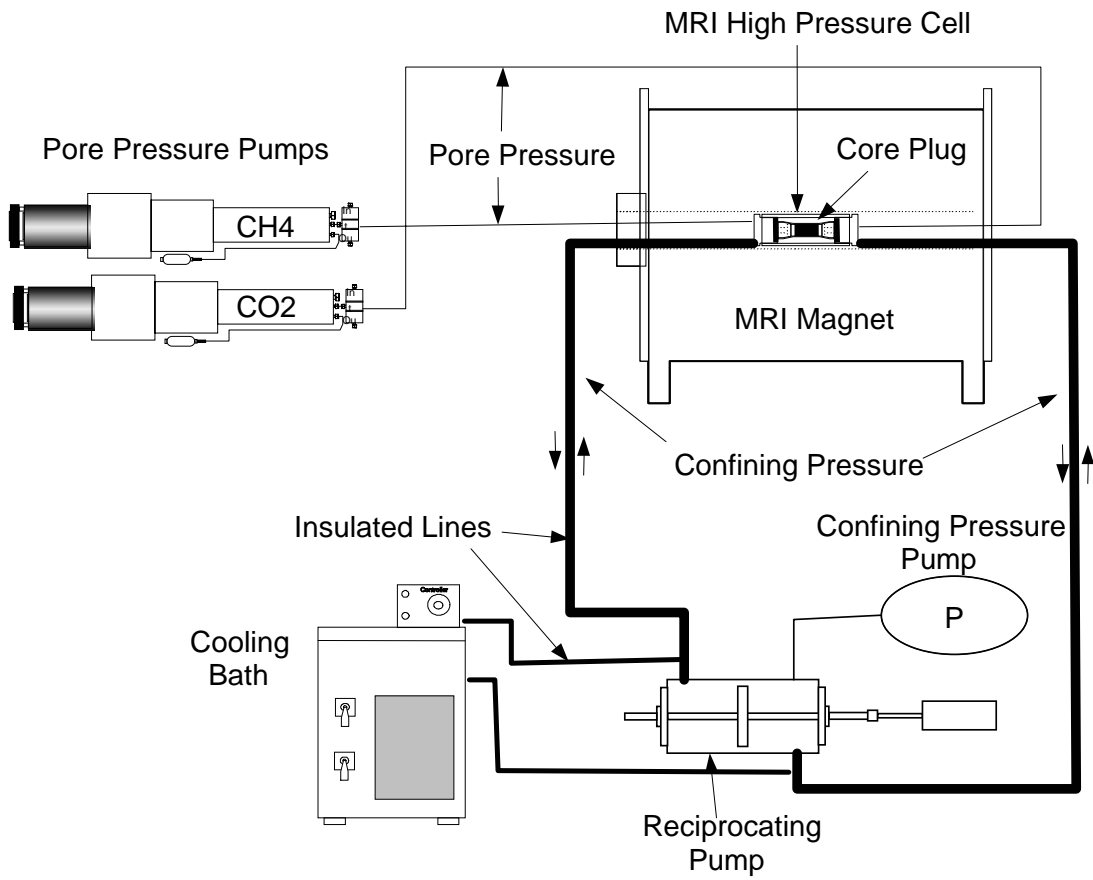 MRI High Pressure Cell
Pore Pressure Pumps
Pore Pressure
Core Plug
CH4
CO2
MRI Magnet
Confining Pressure
Insulated Lines
Confining Pressure
Pump
Controller
P
Cooling
Bath
Reciprocating
Pump